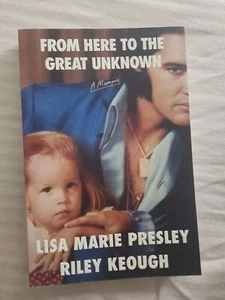 FROM HERE TO THE
GREAT UNKNOWN
A Memoir
LISA MARIE PRESLEY
RILEY KEOUGH